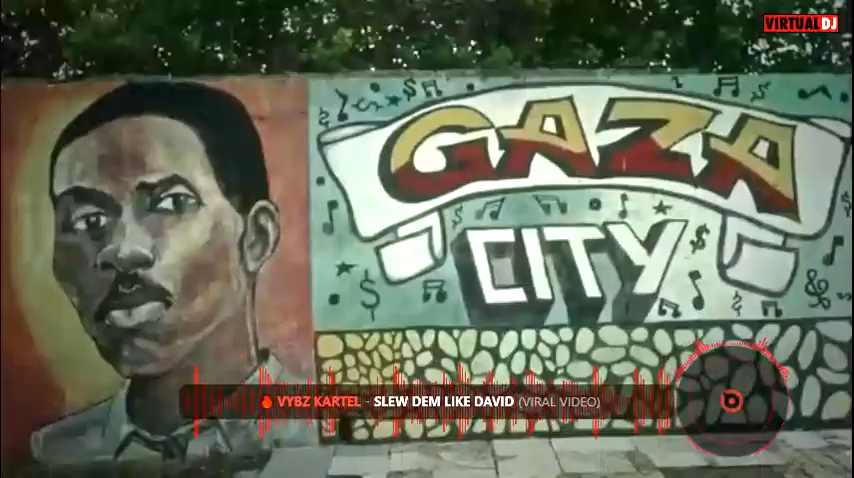 VIRTUALDJ
GAZA
CITY
VYBZ KARTEL - SLEW DEM LIKE DAVID (VIRAL VIDEO)